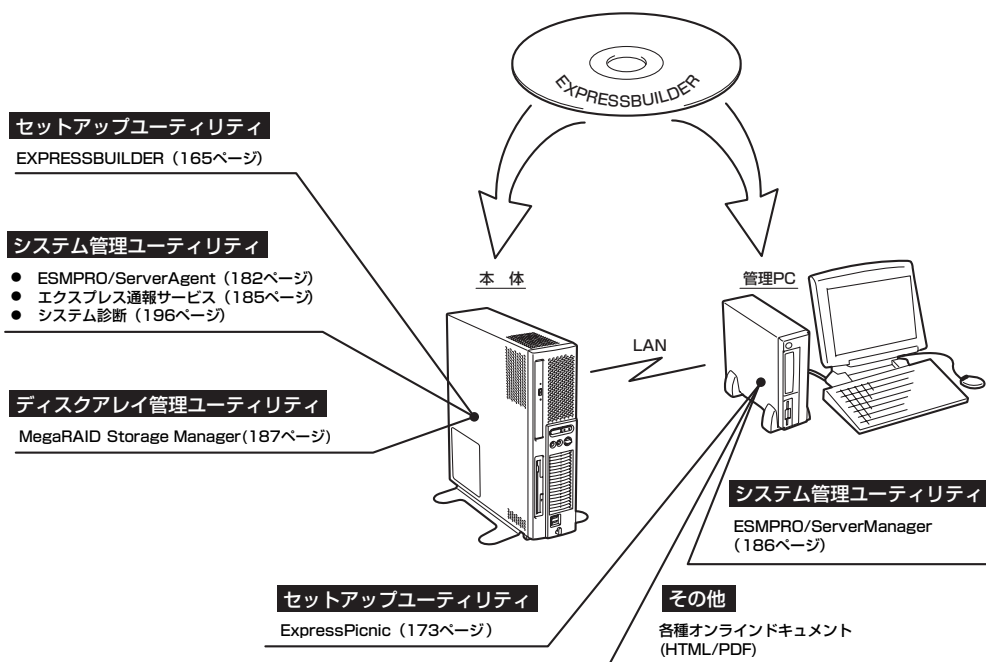 EXPRESSBUILDER
セットアップユーティリティ
EXPRESSBUILDER（165ページ）
システム管理ユーティリティ
● ESMPRO/ServerAgent（182ページ）
● エクスプレス通報サービス（185ページ）
● システム診断（196ページ）
ディスクアレイ管理ユーティリティ
MegaRAID Storage Manager(187ページ)
本 体
LAN
管理PC
システム管理ユーティリティ
ESMPRO/ServerManager
（186ページ）
セットアップユーティリティ
ExpressPicnic（173ページ）
その他
各種オンラインドキュメント
(HTML/PDF)